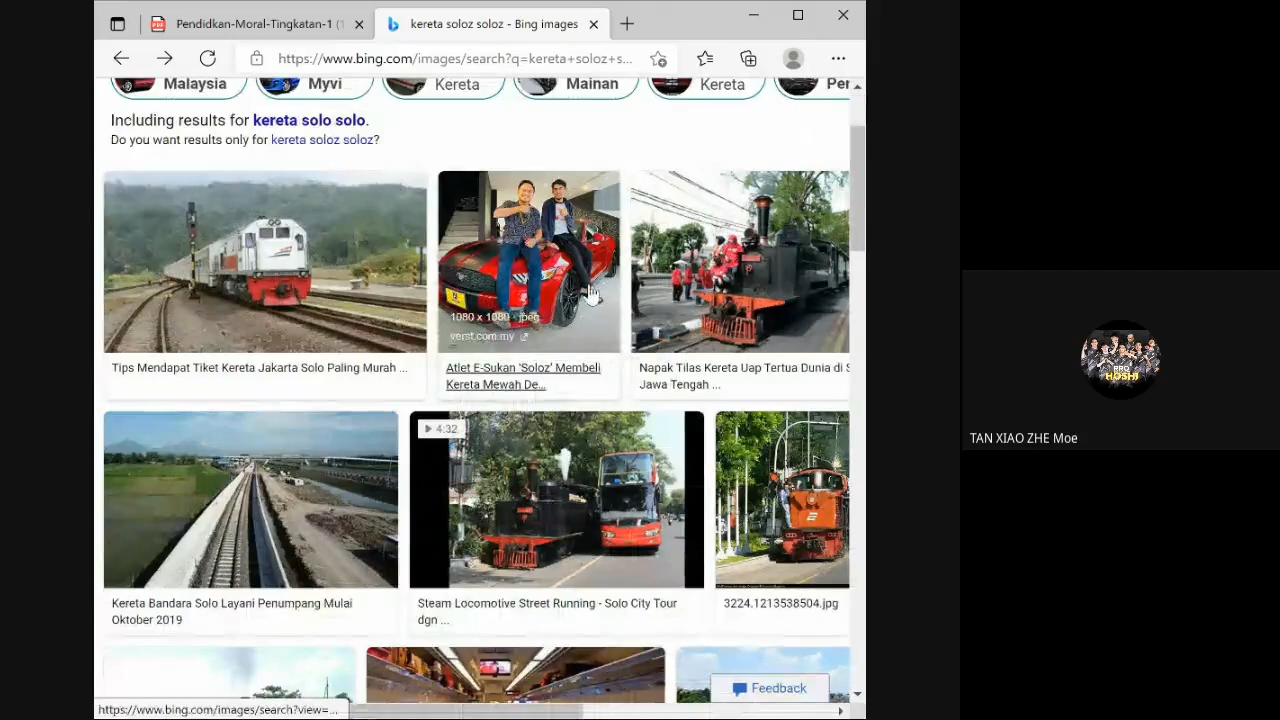 Pendidikan-Moral-Tingkatan-1 (1
kereta soloz soloz - Bing images
https://www.bing.com/images/search?q=kereta+soloz+s...
Malaysia
Myvi
Kereta
Mainan
Kereta
Per
Including results for kereta solo solo.
Do you want results only for kereta soloz soloz?
1080 x 1080 · jpeg
verst.com.my
Tips Mendapat Tiket Kereta Jakarta Solo Paling Murah ...
Atlet E-Sukan 'Soloz' Membeli
Kereta Mewah De...
Napak Tilas Kereta Uap Tertua Dunia di S
Jawa Tengah ...
4:32
Kereta Bandara Solo Layani Penumpang Mulai
Oktober 2019
Steam Locomotive Street Running - Solo City Tour
dgn ...
3224.1213538504.jpg
Feedback
https://www.bing.com/images/search?view=...
RRQ
HOSHI
TAN XIAO ZHE Moe